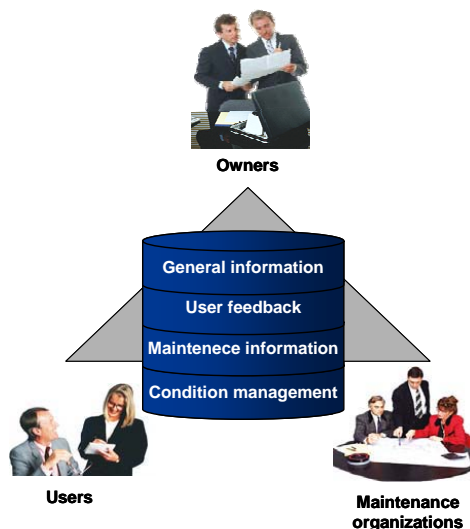 Owners
General information
User feedback
Maintenece information
Condition management
Users
Maintenance
organizations